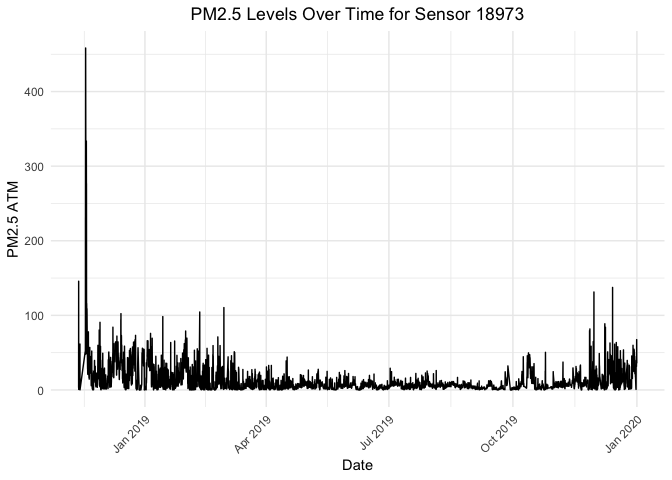 PM2.5 Levels Over Time for Sensor 18973
PM2.5 ATM
400
300
200
100
0
Jan 2019
Apr 2019
Jul 2019
Oct 2019
Jan 2020
Date